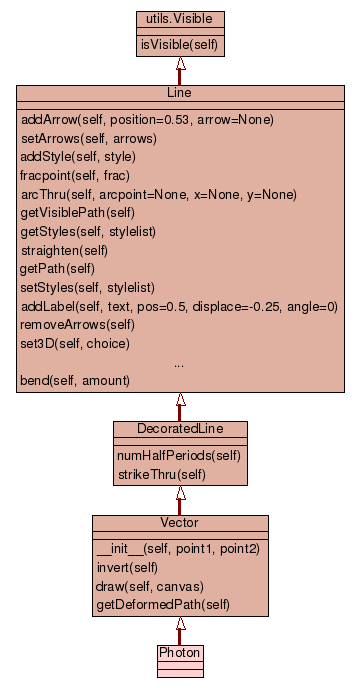 utils.Visible
isVisible(self)
Line
addArrow(self, position=0.53, arrow=None)
setArrows(self, arrows)
addStyle(self, style)
fracpoint(self, frac)
arcThru(self, arcpoint=None, x=None, y=None)
getVisiblePath(self)
getStyles(self, stylelist)
straighten(self)
getPath(self)
setStyles(self, stylelist)
addLabel(self, text, pos=0.5, displace=-0.25, angle=0)
removeArrows(self)
set3D(self, choice)
...
bend(self, amount)
DecoratedLine
numHalfPeriods(self)
strikeThru(self)
Vector
__init__(self, point1, point2)
invert(self)
draw(self, canvas)
getDeformedPath(self)
Photon